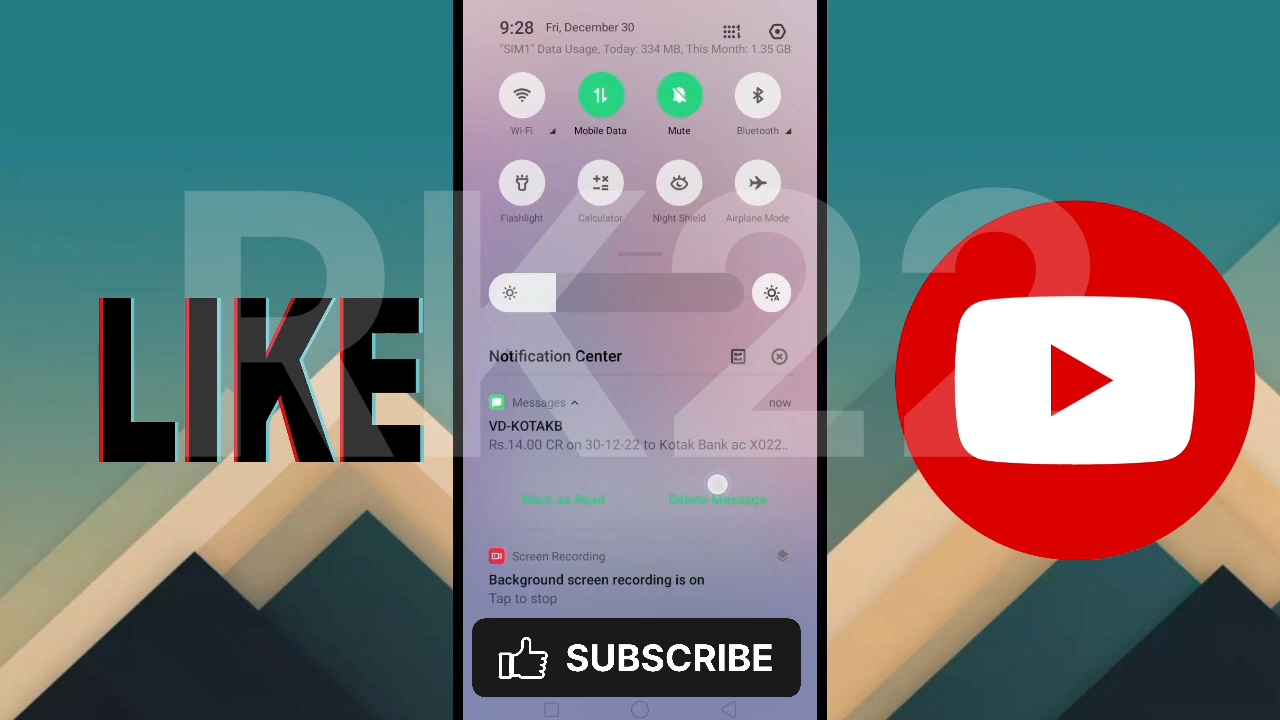 9:28 Fri, December 30
"SIM1" Data Usage, Today: 334 MB, This Month: 1.35 GB
Wi-Fi Mobile Data Mute Bluetooth
Flashlight Calculator Night Shield Airplane Mode
RK22
LIKE
Notification Center
Messages now
VD-KOTAKB
Rs.14.00 CR on 30-12-22 to Kotak Bank ac X022..
Mark as Read Delete Message
Screen Recording
Background screen recording is on
Tap to stop
SUBSCRIBE